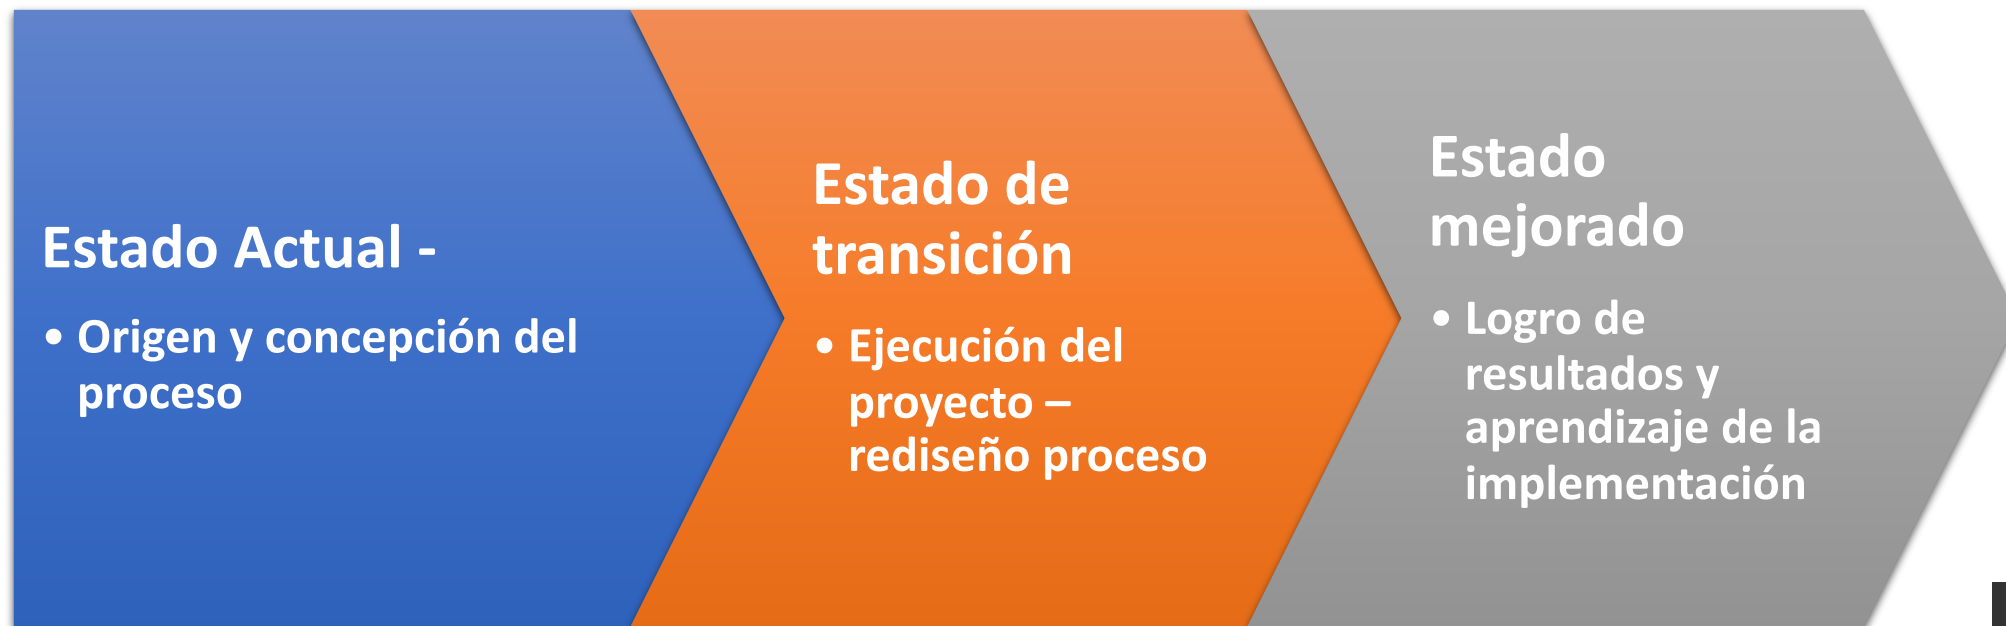 Estado Actual -
• Origen y concepción del
proceso
Estado de
transición
• Ejecución del
proyecto –
rediseño proceso
Estado
mejorado
• Logro de
resultados y
aprendizaje de la
implementación